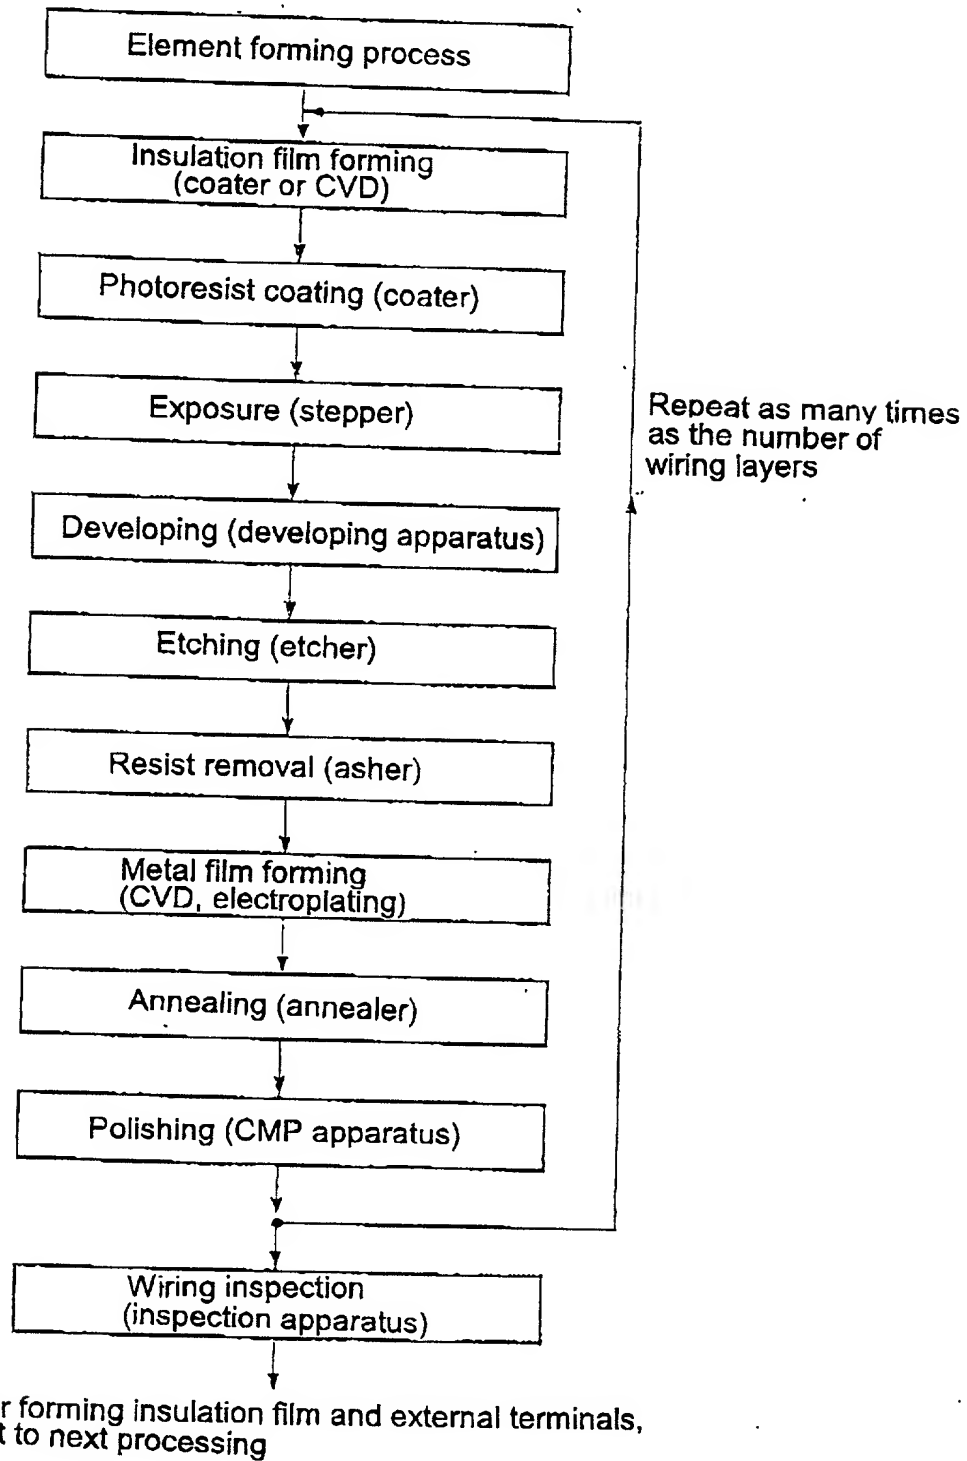 Element forming process
Insulation film forming
(coater or CVD)
Photoresist coating (coater)
Exposure (stepper)
Repeat as many times
as the number of
wiring layers
Developing (developing apparatus)
Etching (etcher)
Resist removal (asher)
Metal film forming
(CVD, electroplating)
Annealing (annealer)
Polishing (CMP apparatus)
Wiring inspection
(inspection apparatus)
r forming insulation film and external terminals,
t to next processing